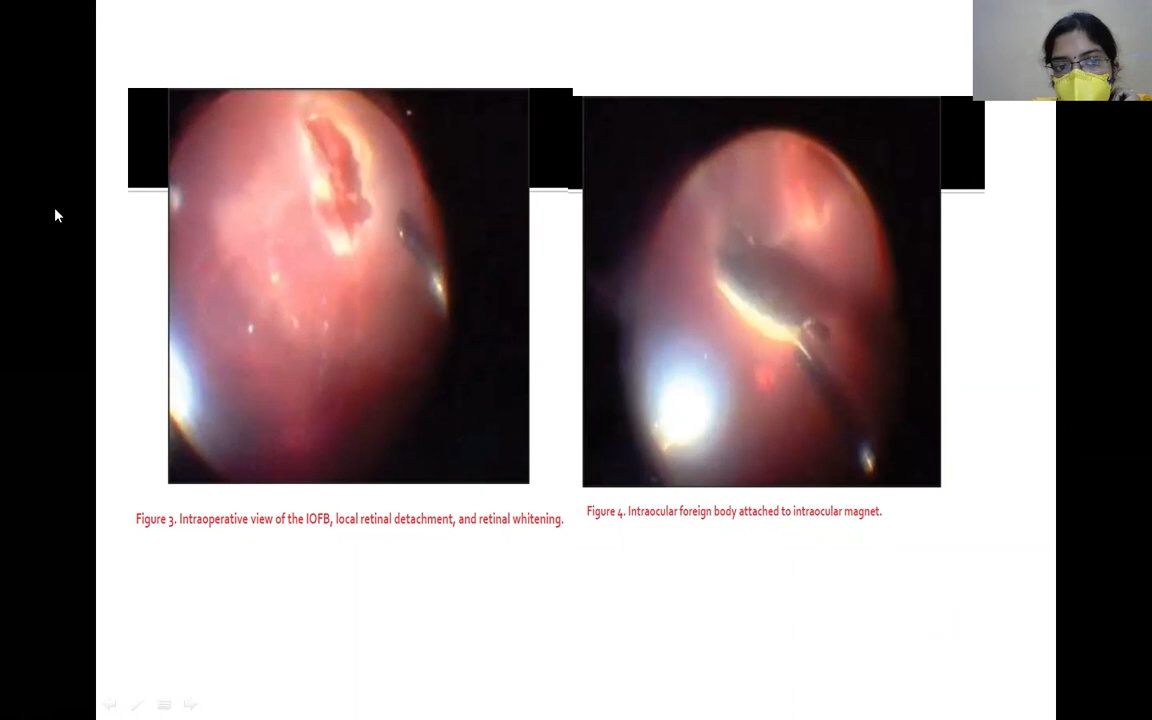 Figure 3. Intraoperative view of the IOFB, local retinal detachment, and retinal whitening.
Figure 4. Intraocular foreign body attached to intraocular magnet.